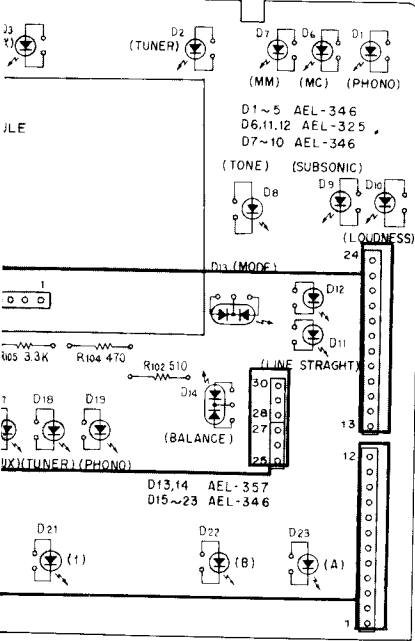 D3 D2 D7 D6 D1
(TUNER)
(MM) (MC) (PHONO)
D1~5 AEL-346
D6,11,12 AEL-325
D7~10 AEL-346
ULE
(TONE) (SUBSONIC)
D8 D9 D10
(LOUDNESS)
24
D13 (MODE)
1
D12
D11
R105 3.3K R104 470
R102 510
(LINE STRAGHT)
30
D14
28
27
25
13
12
D18 D19
(BALANCE)
UX)(TUNER)(PHONO)
D13,14 AEL-357
D15~23 AEL-346
D21 D22 D23
(1) (B) (A)
1